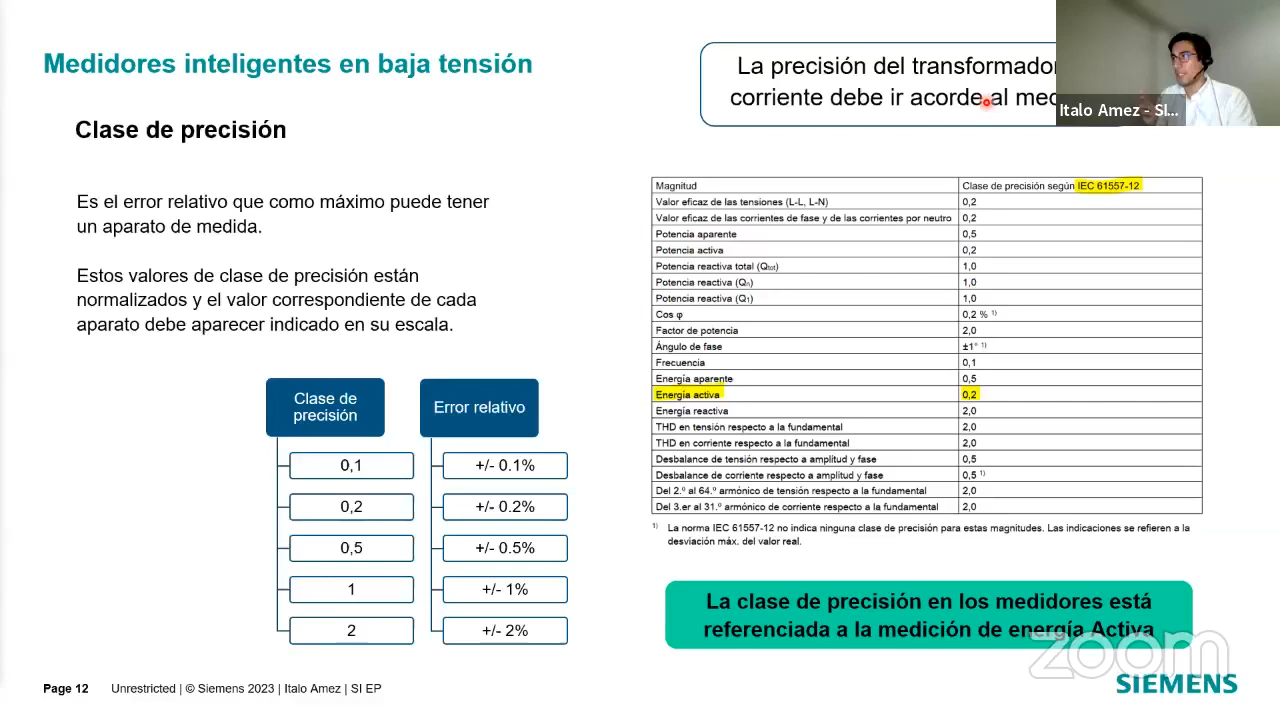 Medidores inteligentes en baja tensión
La precisión del transformador
corriente debe ir acorde al med
Italo Amez - SI...
Clase de precisión
Es el error relativo que como máximo puede tener
un aparato de medida.
Estos valores de clase de precisión están
normalizados y el valor correspondiente de cada
aparato debe aparecer indicado en su escala.
Clase de
precisión
Error relativo
0,1 +/- 0.1%
0,2 +/- 0.2%
0,5 +/- 0.5%
1 +/- 1%
2 +/- 2%
Magnitud Clase de precisión según IEC 61557-12
Valor eficaz de las tensiones (L-L, L-N) 0,2
Valor eficaz de las corrientes de fase y de las corrientes por neutro 0,2
Potencia aparente 0,5
Potencia activa 0,2
Potencia reactiva total (Qtot) 1,0
Potencia reactiva (Qn) 1,0
Potencia reactiva (Q1) 1,0
Cos φ 0,2 % 1)
Factor de potencia 2,0
Ángulo de fase ±1° 1)
Frecuencia 0,1
Energía aparente 0,5
Energía activa 0,2
Energía reactiva 2,0
THD en tensión respecto a la fundamental 2,0
THD en corriente respecto a la fundamental 2,0
Desbalance de tensión respecto a amplitud y fase 0,5
Desbalance de corriente respecto a amplitud y fase 0,5 1)
Del 2.º al 64.º armónico de tensión respecto a la fundamental 2,0
Del 3.er al 31.º armónico de corriente respecto a la fundamental 2,0
1) La norma IEC 61557-12 no indica ninguna clase de precisión para estas magnitudes. Las indicaciones se refieren a la
desviación máx. del valor real.
La clase de precisión en los medidores está
referenciada a la medición de energía Activa
zoom
SIEMENS
Page 12 Unrestricted | © Siemens 2023 | Italo Amez | SI EP